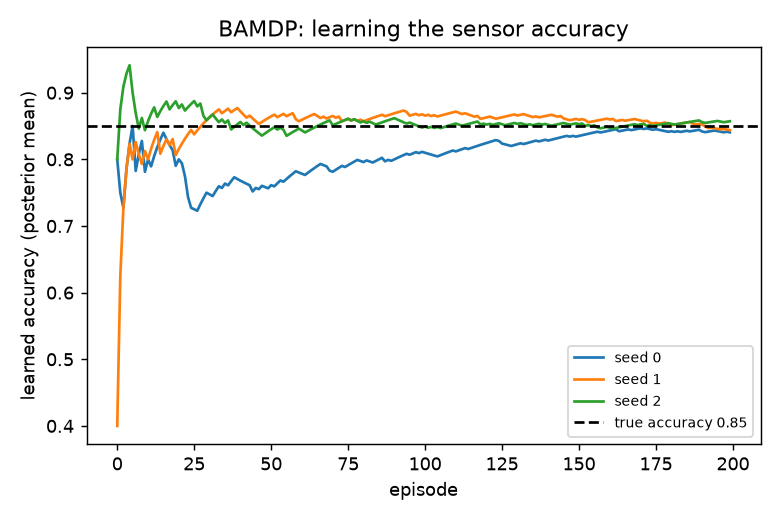 BAMDP: learning the sensor accuracy
learned accuracy (posterior mean)
0.9
0.8
0.7
0.6
0.5
0.4
0 25 50 75 100 125 150 175 200
episode
seed 0
seed 1
seed 2
true accuracy 0.85